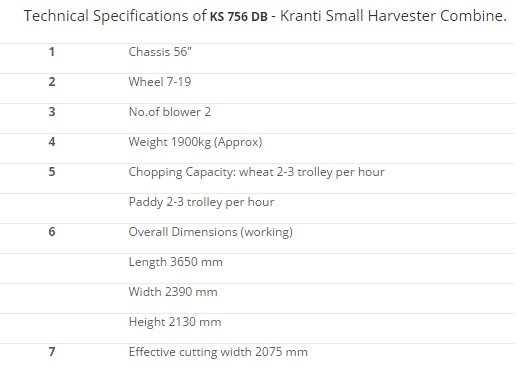 Technical Specifications of KS 756 DB - Kranti Small Harvester Combine.
1 Chassis 56"
2 Wheel 7-19
3 No.of blower 2
4 Weight 1900kg (Approx)
5 Chopping Capacity: wheat 2-3 trolley per hour
Paddy 2-3 trolley per hour
6 Overall Dimensions (working)
Length 3650 mm
Width 2390 mm
Height 2130 mm
7 Effective cutting width 2075 mm